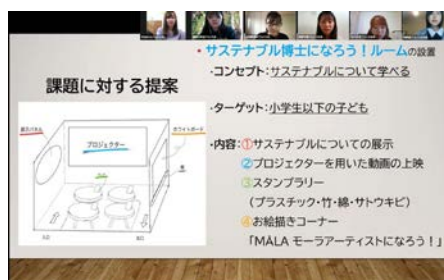 ・サステナブル博士になろう！ルームの設置
・コンセプト：サステナブルについて学べる
課題に対する提案
・ターゲット：小学生以下の子ども
・内容：①サステナブルについての展示
②プロジェクターを用いた動画の上映
③スタンプラリー
（プラスチック・竹・綿・サトウキビ）
④お絵描きコーナー
「MÀLA モーラアーティストになろう！」
プロジェクター
ホワイトボード